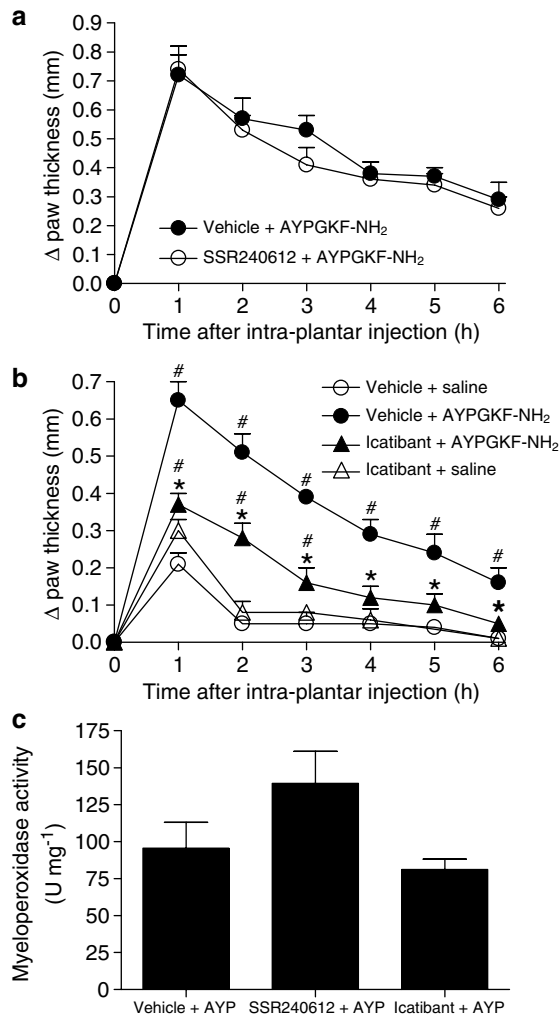 a
Δ paw thickness (mm)
0.9
0.8
0.7
0.6
0.5
0.4
0.3
0.2
0.1
0.0
Vehicle + AYPGKF-NH₂
SSR240612 + AYPGKF-NH₂
0 1 2 3 4 5 6
Time after intra-plantar injection (h)
b
Δ paw thickness (mm)
0.7
0.6
0.5
0.4
0.3
0.2
0.1
0.0
Vehicle + saline
Vehicle + AYPGKF-NH₂
Icatibant + AYPGKF-NH₂
Icatibant + saline
# # # # # #
# # #
* * * * * *
0 1 2 3 4 5 6
Time after intra-plantar injection (h)
c
Myeloperoxidase activity
(U mg⁻¹)
175
150
125
100
75
50
25
0
Vehicle + AYP SSR240612 + AYP Icatibant + AYP